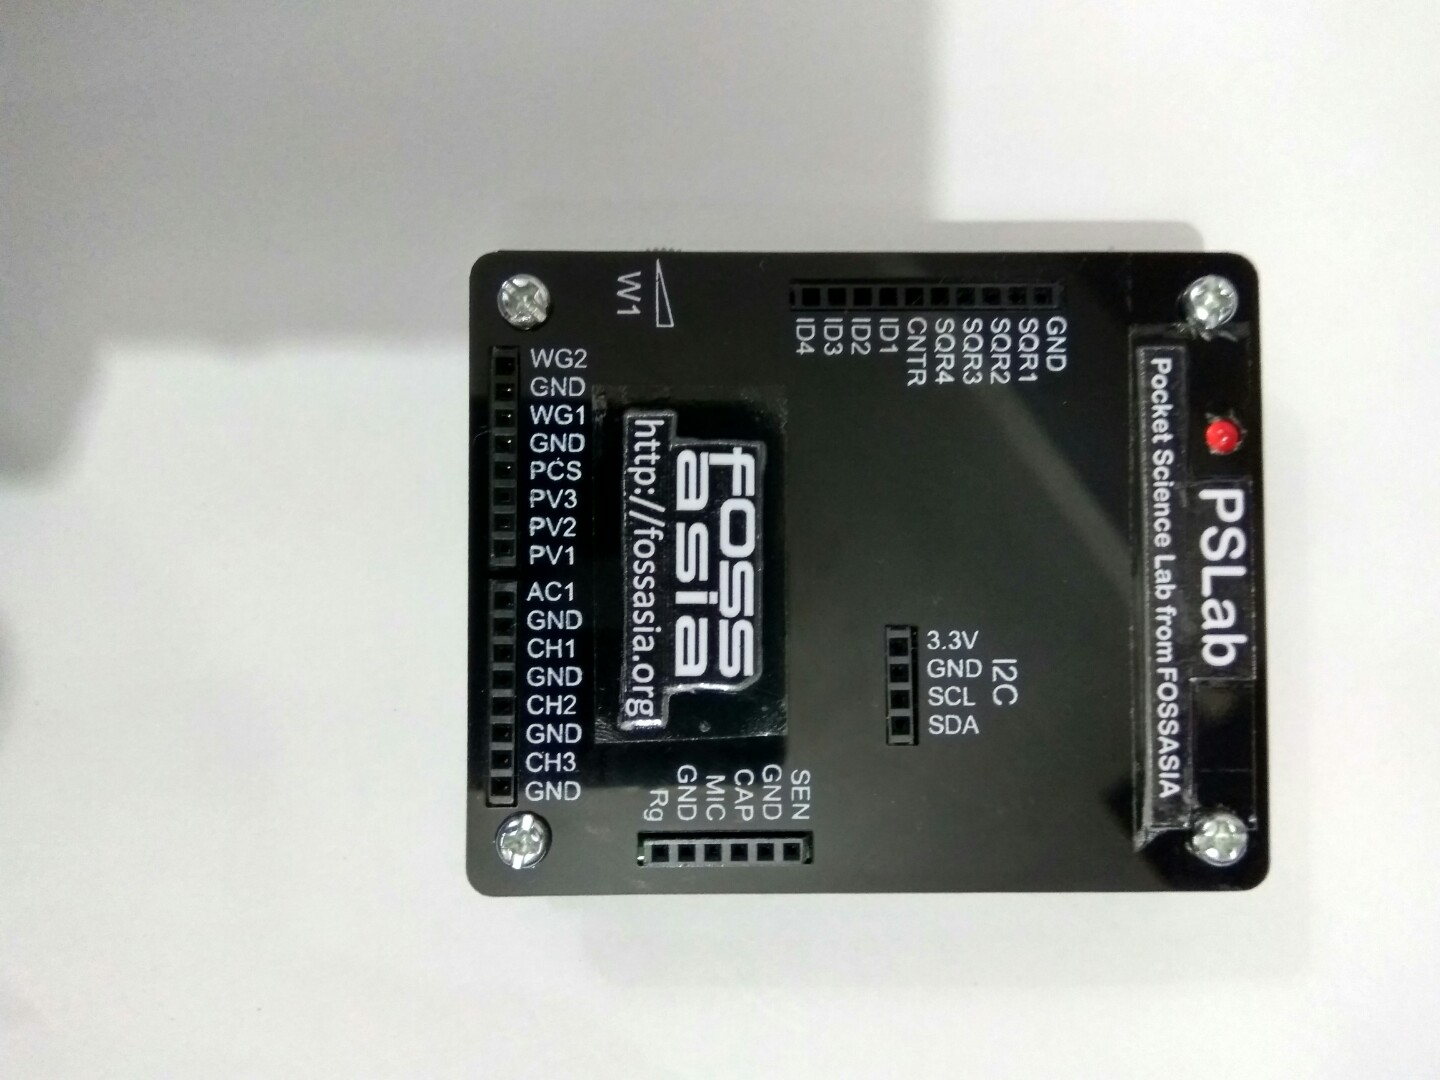 PSLab
Pocket Science Lab from FOSSASIA
GND
SQR1
SQR2
SQR3
SQR4
CNTR
ID1
ID2
ID3
ID4
I2C
3.3V
GND
SCL
SDA
foss
asia
http://fossasia.org
W1
SEN
GND
CAP
MIC
GND
Rg
WG2
GND
WG1
GND
PCS
PV3
PV2
PV1
AC1
GND
CH1
GND
CH2
GND
CH3
GND